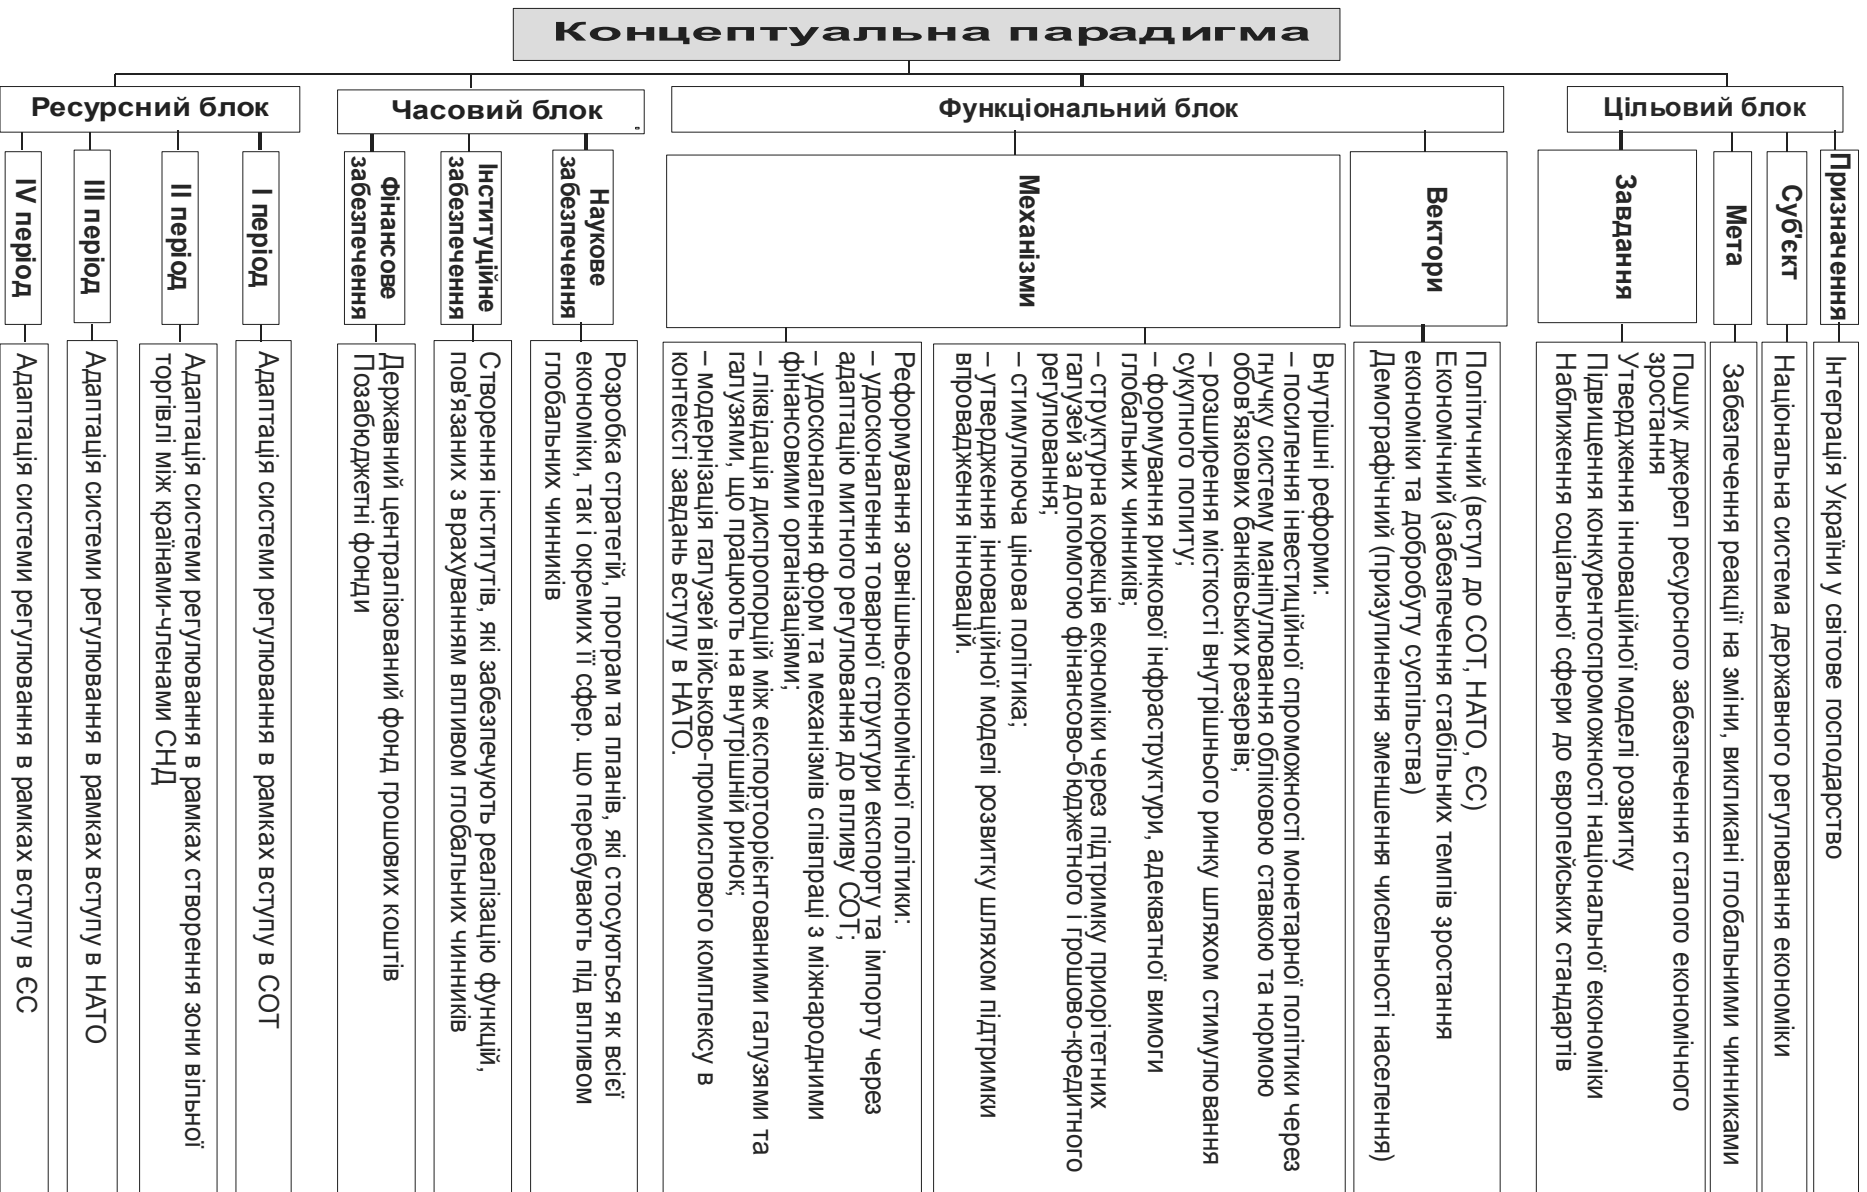 Концептуальна парадигма
Ресурсний блок
Часовий блок
Функціональний блок
Цільовий блок
Призначення
Інтеграція України у світове господарство
Суб'єкт
Національна система державного регулювання економіки
Мета
Забезпечення реакції на зміни, викликані глобальними чинниками
Завдання
Пошук джерел ресурсного забезпечення сталого економічного
зростання
Утвердження інноваційної моделі розвитку
Підвищення конкурентоспроможності національної економіки
Наближення соціальної сфери до європейських стандартів
Вектори
Політичний (вступ до СОТ, НАТО, ЄС)
Економічний (забезпечення стабільних темпів зростання
економіки та добробуту суспільства)
Демографічний (призупинення зменшення чисельності населення)
Механізми
Внутрішні реформи:
– посилення інвестиційної спроможності монетарної політики через
гнучку систему маніпулювання обліковою ставкою та нормою
обов'язкових банківських резервів;
– розширення місткості внутрішнього ринку шляхом стимулювання
сукупного попиту;
– формування ринкової інфраструктури, адекватної вимоги
глобальних чинників;
– структурна корекція економіки через підтримку пріорітетних
галузей за допомогою фінансово-бюджетного і грошово-кредитного
регулювання;
– стимулююча цінова політика;
– утвердження інноваційної моделі розвитку шляхом підтримки
впровадження інновацій.
Реформування зовнішньоекономічної політики:
– удосконалення товарної структури експорту та імпорту через
адаптацію митного регулювання до впливу СОТ;
– удосконалення форм та механізмів співпраці з міжнародними
фінансовими організаціями;
– ліквідація диспропорцій між експортоорієнтованими галузями та
галузями, що працюють на внутрішній ринок;
– модернізація галузей військово-промислового комплексу в
контексті завдань вступу в НАТО.
Наукове
забезпечення
Розробка стратегій, програм та планів, які стосуються як всієї
економіки, так і окремих її сфер. що перебувають під впливом
глобальних чинників
Інституційне
забезпечення
Створення інститутів, які забезпечують реалізацію функцій,
пов'язаних з врахуванням впливом глобальних чинників
Фінансове
забезпечення
Державний централізований фонд грошових коштів
Позабюджетні фонди
І період
Адаптація системи регулювання в рамках вступу в СОТ
ІІ період
Адаптація системи регулювання в рамках створення зони вільної
торгівлі між країнами-членами СНД
ІІІ період
Адаптація системи регулювання в рамках вступу в НАТО
IV період
Адаптація системи регулювання в рамках вступу в ЄС